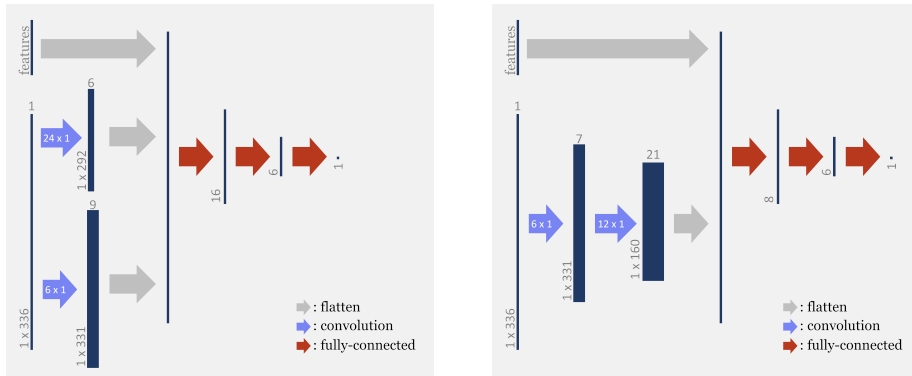 features
1
6
24 x 1
1 x 292
9
6 x 1
1 x 331
1 x 336
16
6
1
: flatten
: convolution
: fully-connected
features
1
7
6 x 1
1 x 331
21
12 x 1
1 x 160
1 x 336
8
6
1
: flatten
: convolution
: fully-connected